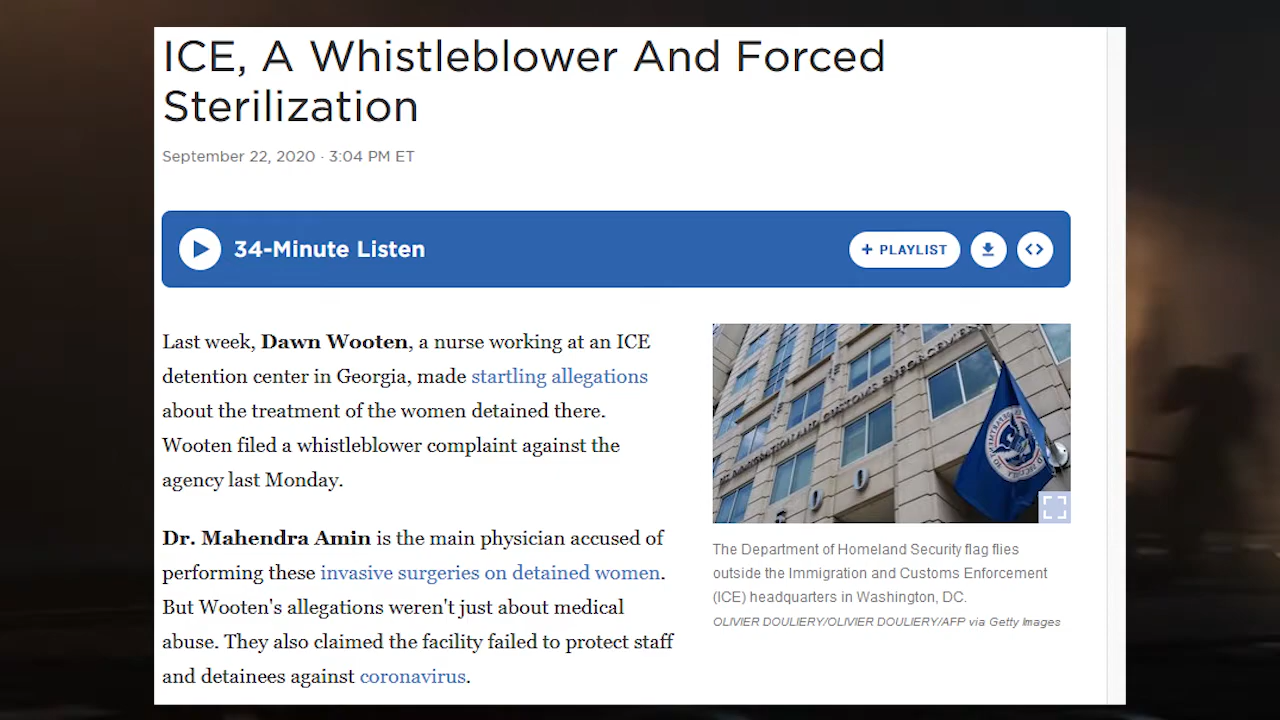 ICE, A Whistleblower And Forced
Sterilization
September 22, 2020 · 3:04 PM ET
34-Minute Listen
+ PLAYLIST
Last week, Dawn Wooten, a nurse working at an ICE
detention center in Georgia, made startling allegations
about the treatment of the women detained there.
Wooten filed a whistleblower complaint against the
agency last Monday.
Dr. Mahendra Amin is the main physician accused of
performing these invasive surgeries on detained women.
But Wooten's allegations weren't just about medical
abuse. They also claimed the facility failed to protect staff
and detainees against coronavirus.
IMMIGRATION AND CUSTOMS ENFORCEMENT
500
The Department of Homeland Security flag flies
outside the Immigration and Customs Enforcement
(ICE) headquarters in Washington, DC.
OLIVIER DOULIERY/OLIVIER DOULIERY/AFP via Getty Images